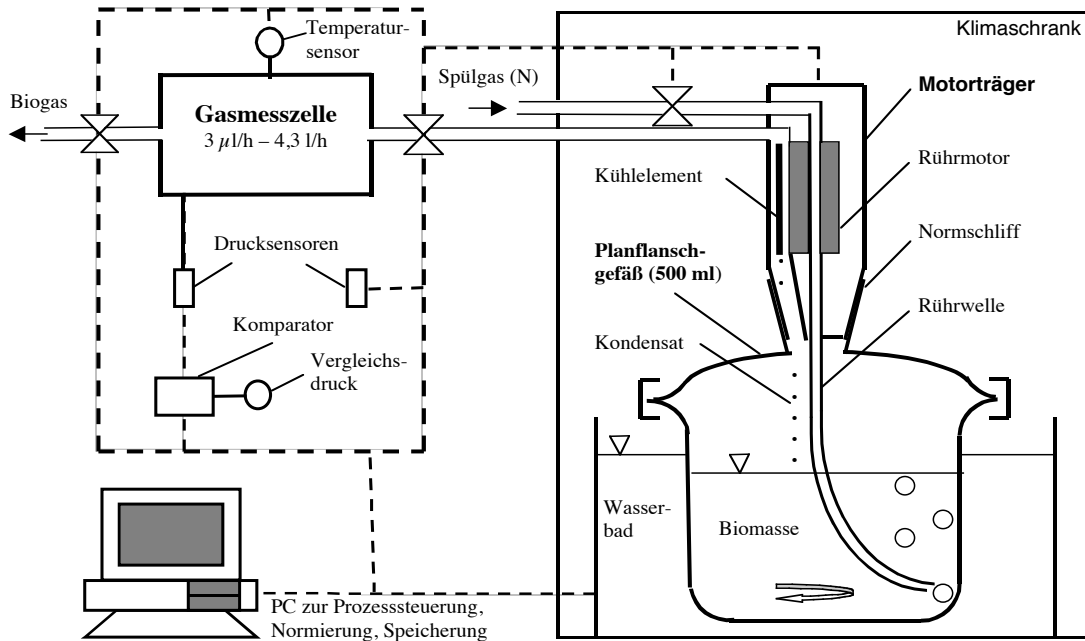 Klimaschrank
Temperatur-
sensor
Spülgas (N)
Motorträger
Biogas
Gasmesszelle
3 µl/h – 4,3 l/h
Rührmotor
Kühlelement
Normschliff
Drucksensoren
Planflansch-
gefäß (500 ml)
Rührwelle
Komparator
Kondensat
Vergleichs-
druck
Wasser-
bad
Biomasse
PC zur Prozesssteuerung,
Normierung, Speicherung